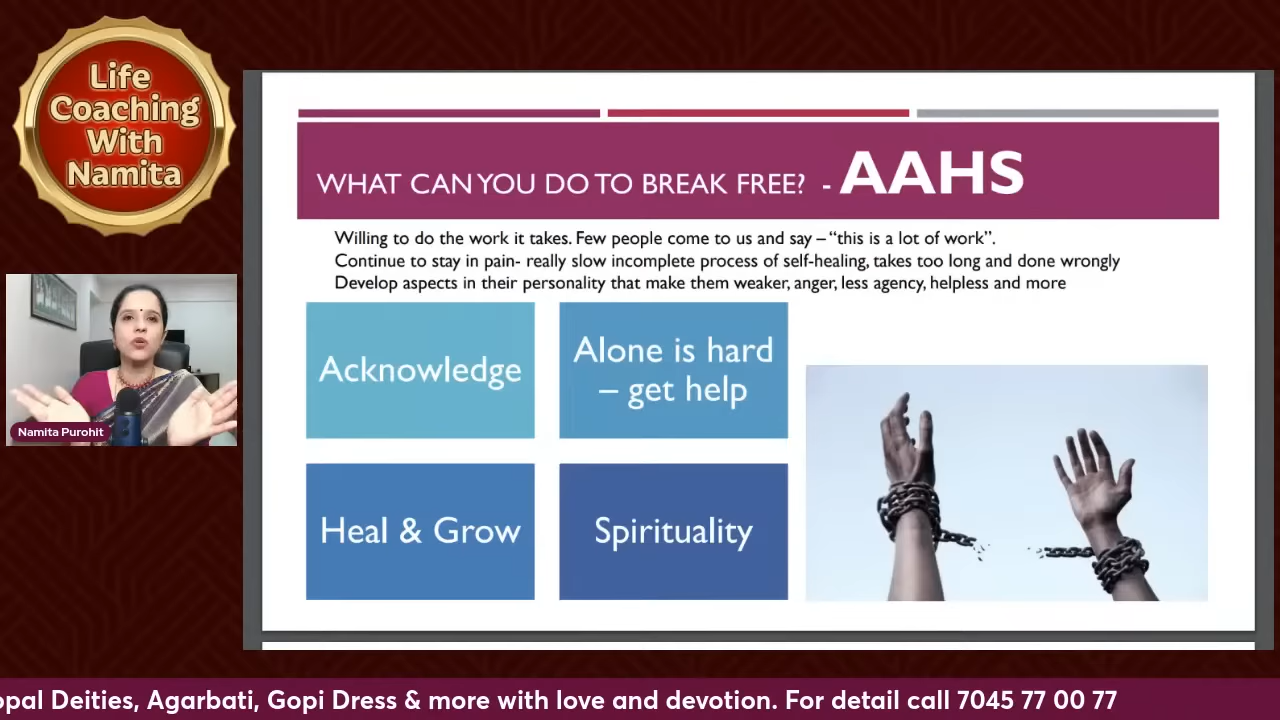 Life
Coaching
With
Namita
Namita Purohit
WHAT CAN YOU DO TO BREAK FREE? - AAHS
Willing to do the work it takes. Few people come to us and say – “this is a lot of work”.
Continue to stay in pain- really slow incomplete process of self-healing, takes too long and done wrongly
Develop aspects in their personality that make them weaker, anger, less agency, helpless and more
Acknowledge
Alone is hard
– get help
Heal & Grow
Spirituality
Deities, Agarbati, Gopi Dress & more with love and devotion. For detail call 7045 77 00 77